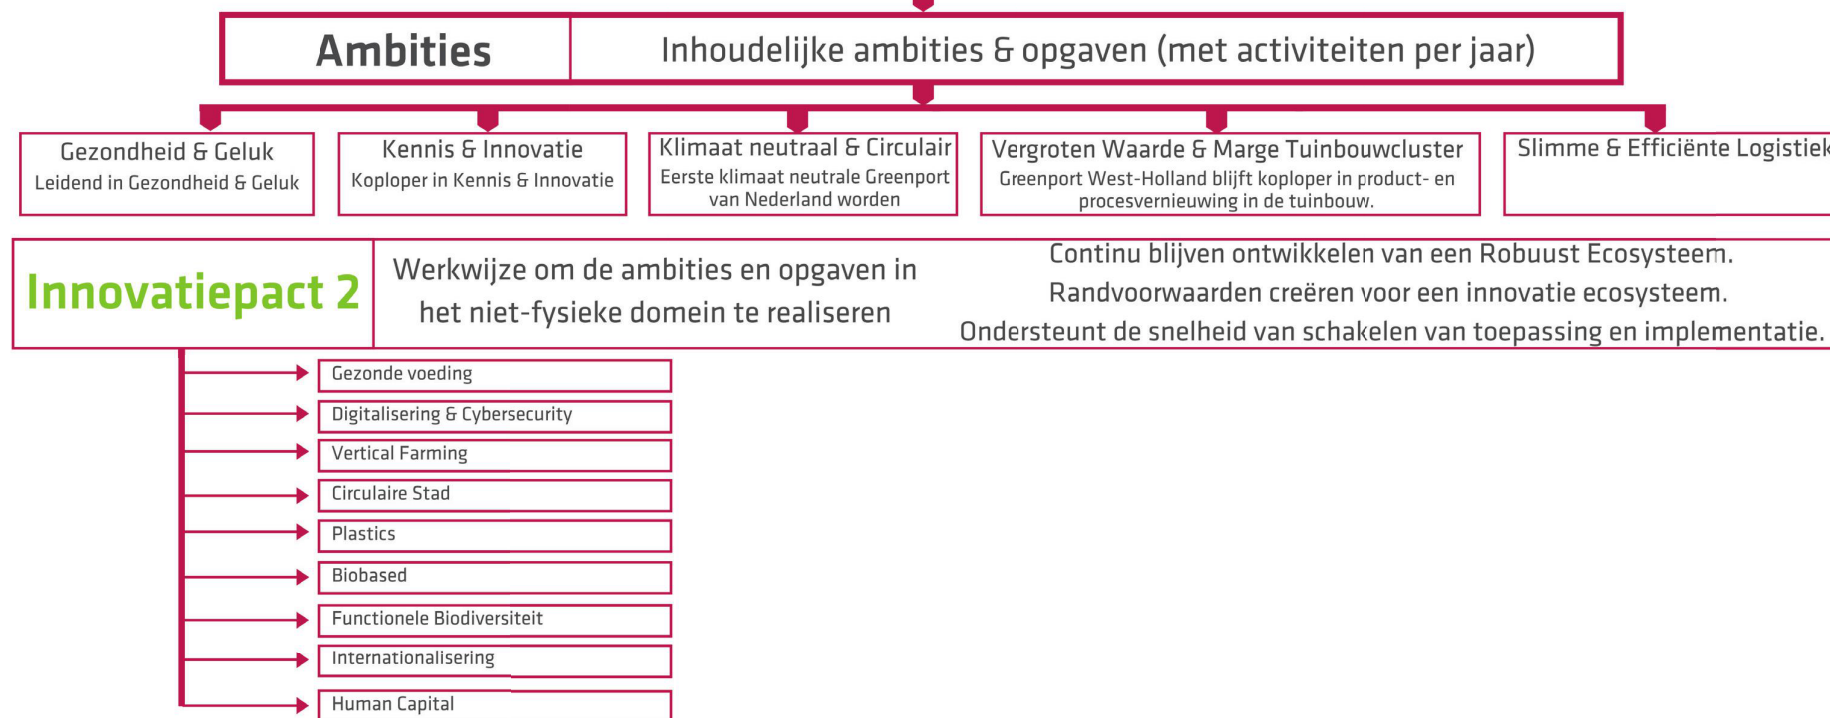 Ambities
Inhoudelijke ambities & opgaven (met activiteiten per jaar)
Gezondheid & Geluk
Leidend in Gezondheid & Geluk
Kennis & Innovatie
Koploper in Kennis & Innovatie
Klimaat neutraal & Circulair
Eerste klimaat neutrale Greenport
van Nederland worden
Vergroten Waarde & Marge Tuinbouwcluster
Greenport West-Holland blijft koploper in product- en
procesvernieuwing in de tuinbouw.
Slimme & Efficiënte Logistiek
Innovatiepact 2
Werkwijze om de ambities en opgaven in
het niet-fysieke domein te realiseren
Continu blijven ontwikkelen van een Robuust Ecosysteem.
Randvoorwaarden creëren voor een innovatie ecosysteem.
Ondersteunt de snelheid van schakelen van toepassing en implementatie.
Gezonde voeding
Digitalisering & Cybersecurity
Vertical Farming
Circulaire Stad
Plastics
Biobased
Functionele Biodiversiteit
Internationalisering
Human Capital